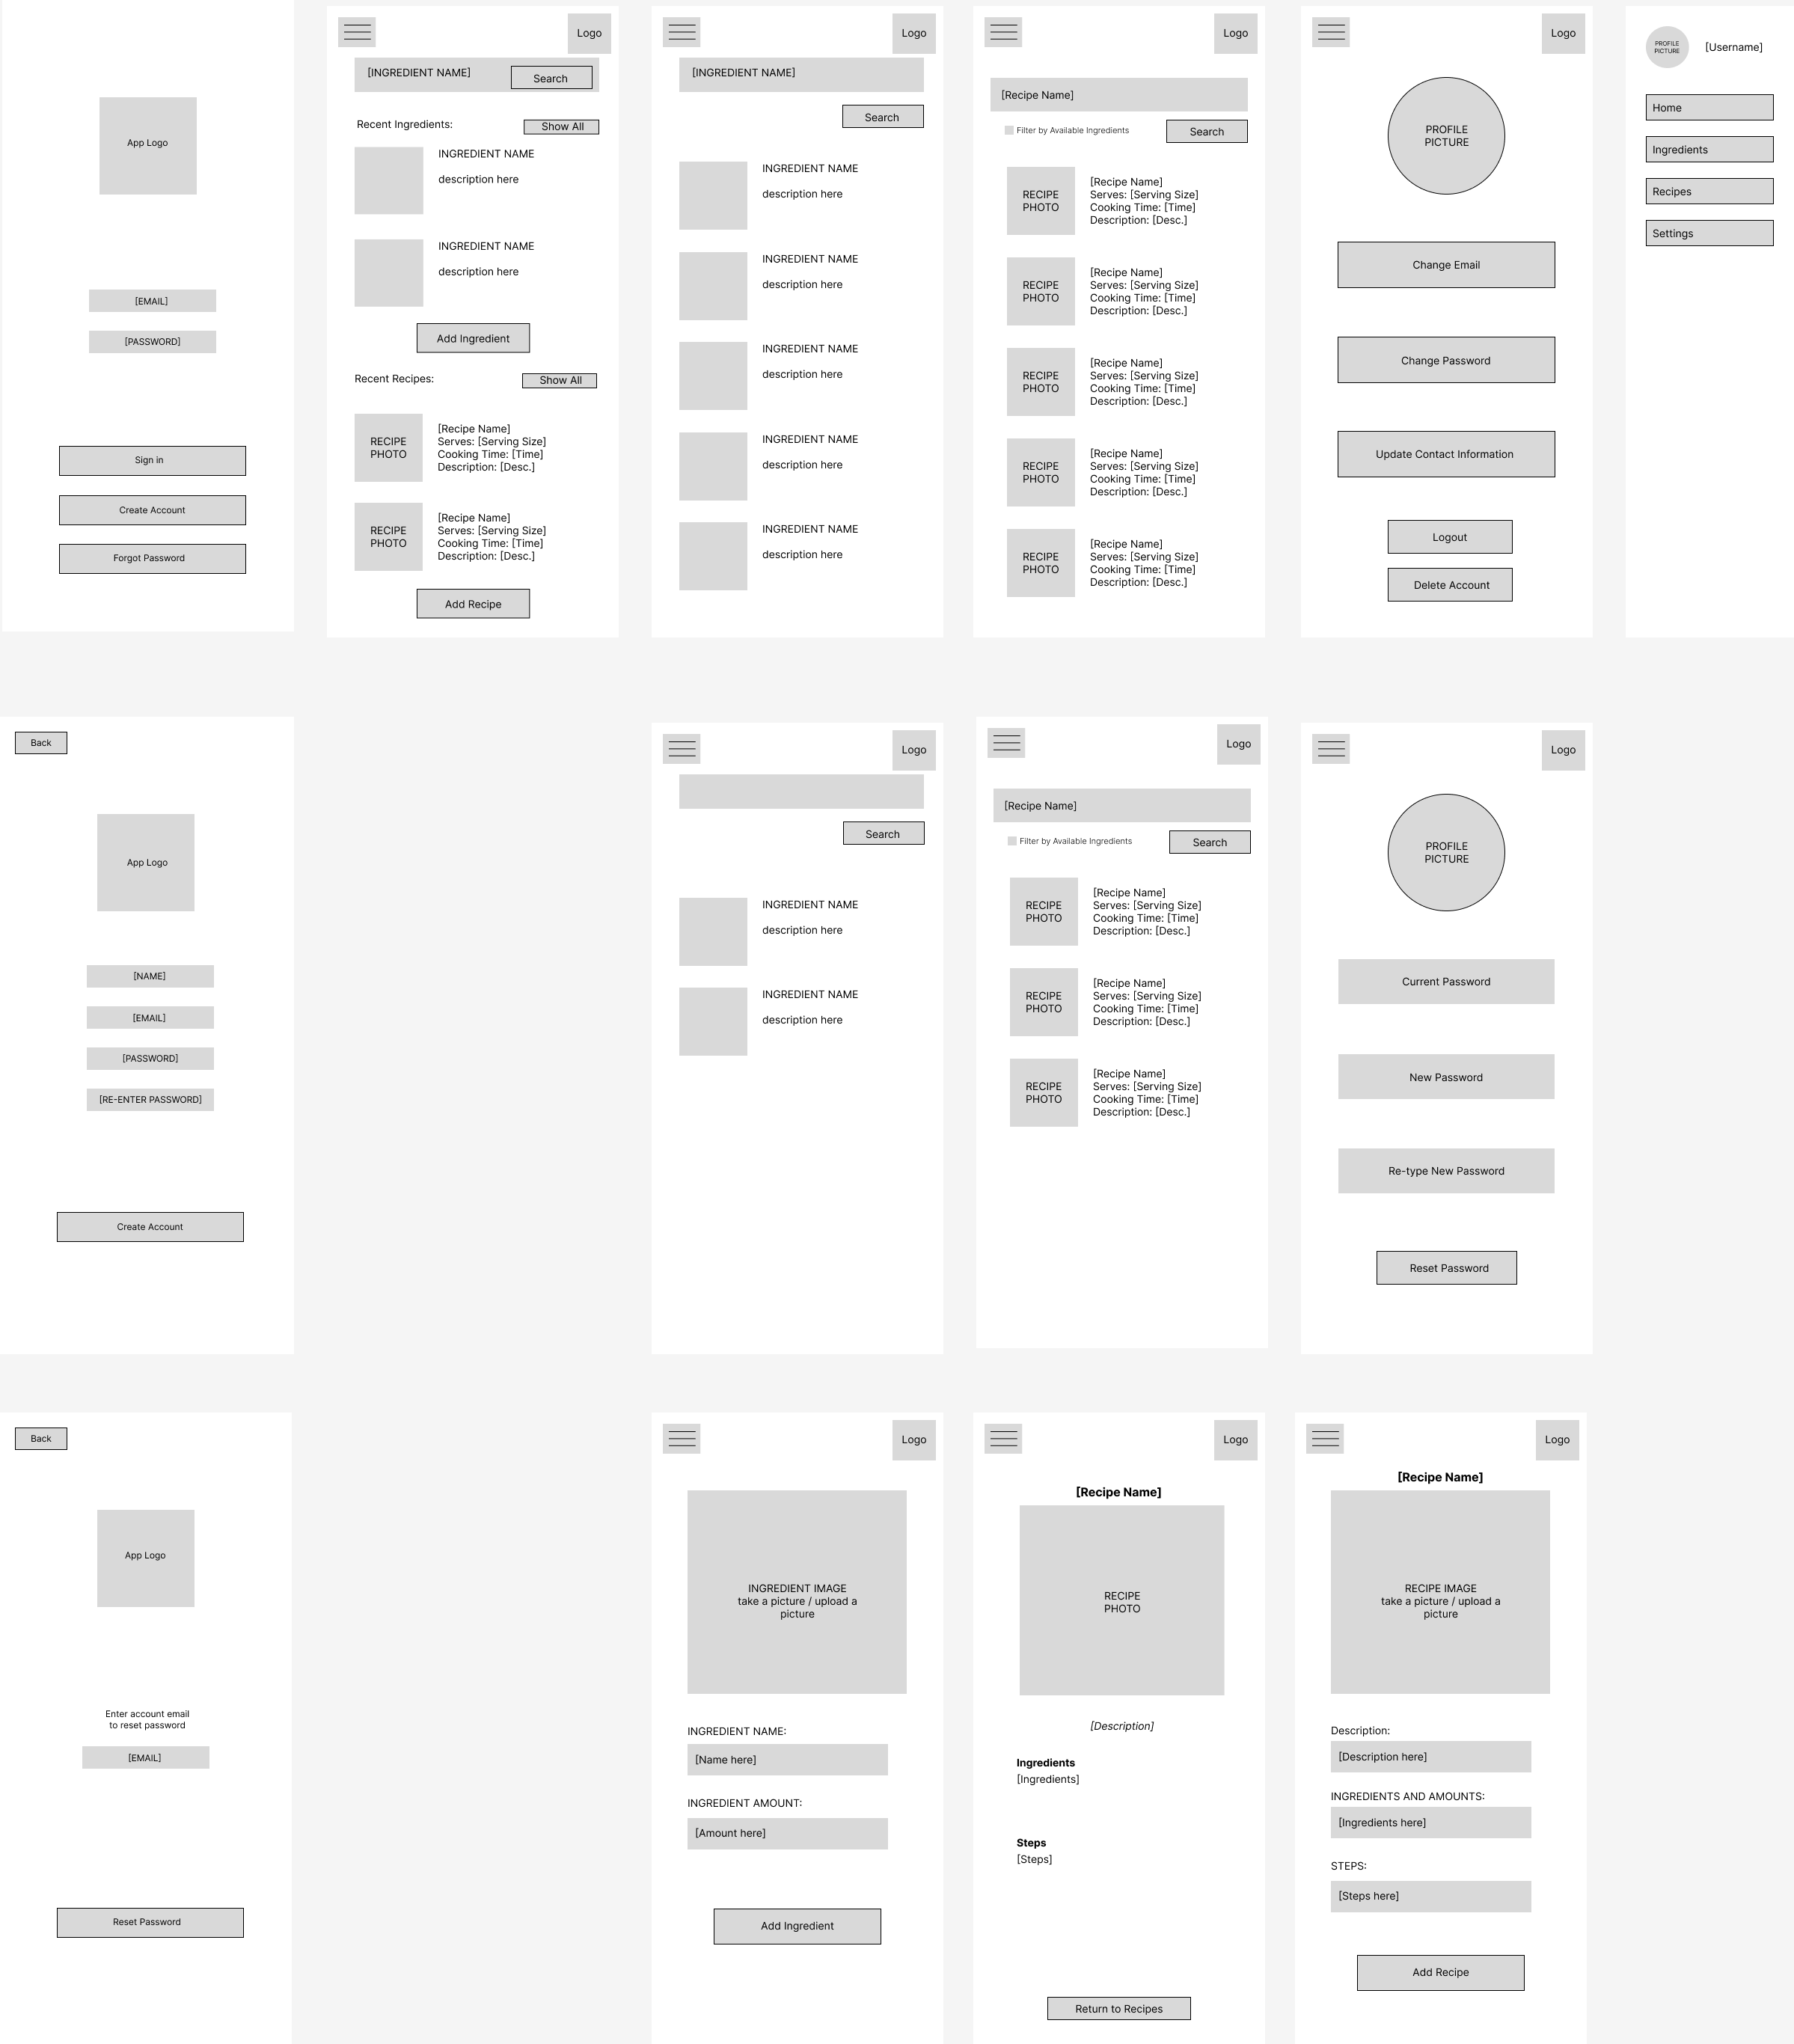 App Logo
[EMAIL]
[PASSWORD]
Sign in
Create Account
Forgot Password
Logo
[INGREDIENT NAME]
Search
Recent Ingredients:
Show All
INGREDIENT NAME
description here
INGREDIENT NAME
description here
Add Ingredient
Recent Recipes:
Show All
RECIPE
PHOTO
[Recipe Name]
Serves: [Serving Size]
Cooking Time: [Time]
Description: [Desc.]
RECIPE
PHOTO
[Recipe Name]
Serves: [Serving Size]
Cooking Time: [Time]
Description: [Desc.]
Add Recipe
Logo
[INGREDIENT NAME]
Search
INGREDIENT NAME
description here
INGREDIENT NAME
description here
INGREDIENT NAME
description here
INGREDIENT NAME
description here
INGREDIENT NAME
description here
Logo
[Recipe Name]
Filter by Available Ingredients
Search
RECIPE
PHOTO
[Recipe Name]
Serves: [Serving Size]
Cooking Time: [Time]
Description: [Desc.]
RECIPE
PHOTO
[Recipe Name]
Serves: [Serving Size]
Cooking Time: [Time]
Description: [Desc.]
RECIPE
PHOTO
[Recipe Name]
Serves: [Serving Size]
Cooking Time: [Time]
Description: [Desc.]
RECIPE
PHOTO
[Recipe Name]
Serves: [Serving Size]
Cooking Time: [Time]
Description: [Desc.]
RECIPE
PHOTO
[Recipe Name]
Serves: [Serving Size]
Cooking Time: [Time]
Description: [Desc.]
Logo
PROFILE
PICTURE
Change Email
Change Password
Update Contact Information
Logout
Delete Account
PROFILE
PICTURE
[Username]
Home
Ingredients
Recipes
Settings
Back
App Logo
[NAME]
[EMAIL]
[PASSWORD]
[RE-ENTER PASSWORD]
Create Account
Logo
Search
INGREDIENT NAME
description here
INGREDIENT NAME
description here
Logo
[Recipe Name]
Filter by Available Ingredients
Search
RECIPE
PHOTO
[Recipe Name]
Serves: [Serving Size]
Cooking Time: [Time]
Description: [Desc.]
RECIPE
PHOTO
[Recipe Name]
Serves: [Serving Size]
Cooking Time: [Time]
Description: [Desc.]
RECIPE
PHOTO
[Recipe Name]
Serves: [Serving Size]
Cooking Time: [Time]
Description: [Desc.]
Logo
PROFILE
PICTURE
Current Password
New Password
Re-type New Password
Reset Password
Back
App Logo
Enter account email
to reset password
[EMAIL]
Reset Password
Logo
INGREDIENT IMAGE
take a picture / upload a
picture
INGREDIENT NAME:
[Name here]
INGREDIENT AMOUNT:
[Amount here]
Add Ingredient
Logo
[Recipe Name]
RECIPE
PHOTO
[Description]
Ingredients
[Ingredients]
Steps
[Steps]
Return to Recipes
Logo
[Recipe Name]
RECIPE IMAGE
take a picture / upload a
picture
Description:
[Description here]
INGREDIENTS AND AMOUNTS:
[Ingredients here]
STEPS:
[Steps here]
Add Recipe